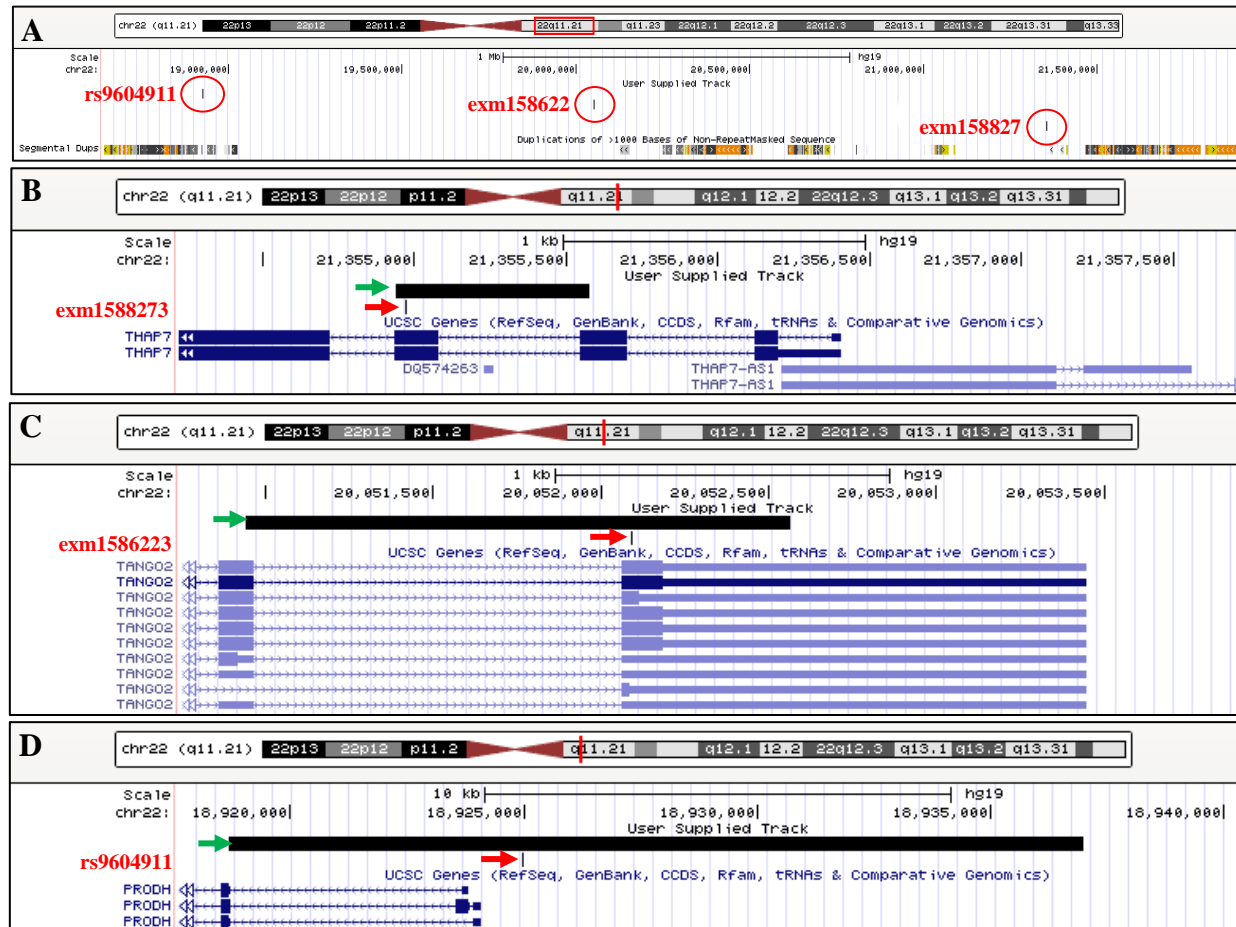 A
chr22 (q11.21) 22p13 22p12 22p11.2 22q11.21 q11.23 22q12.1 22q12.2 22q12.3 22q13.1 22q13.2 22q13.31 q13.33
Scale 1 Mb hg19
chr22: 19,000,000| 19,500,000| 20,000,000| 20,500,000| 21,000,000| 21,500,000|
User Supplied Track
rs9604911
exm158622
exm158827
Duplications of >1000 Bases of Non-RepeatMasked Sequence
Segmental Dups
B
chr22 (q11.21) 22p13 22p12 p11.2 q11.21 q12.1 12.2 22q12.3 q13.1 q13.2 q13.31
Scale 1 kb hg19
chr22: | 21,355,000| 21,355,500| 21,356,000| 21,356,500| 21,357,000| 21,357,500|
User Supplied Track
exm1588273
UCSC Genes (RefSeq, GenBank, CCDS, Rfam, tRNAs & Comparative Genomics)
THAP7
THAP7
DQ574263 THAP7-AS1
THAP7-AS1
C
chr22 (q11.21) 22p13 22p12 p11.2 q11.21 q12.1 12.2 22q12.3 q13.1 q13.2 q13.31
Scale 1 kb hg19
chr22: | 20,051,500| 20,052,000| 20,052,500| 20,053,000| 20,053,500|
User Supplied Track
exm1586223
UCSC Genes (RefSeq, GenBank, CCDS, Rfam, tRNAs & Comparative Genomics)
TANGO2
TANGO2
TANGO2
TANGO2
TANGO2
TANGO2
TANGO2
TANGO2
TANGO2
TANGO2
D
chr22 (q11.21) 22p13 22p12 p11.2 q11.21 q12.1 12.2 22q12.3 q13.1 q13.2 q13.31
Scale 10 kb hg19
chr22: 18,920,000| 18,925,000| 18,930,000| 18,935,000| 18,940,000|
User Supplied Track
rs9604911
UCSC Genes (RefSeq, GenBank, CCDS, Rfam, tRNAs & Comparative Genomics)
PRODH
PRODH
PRODH